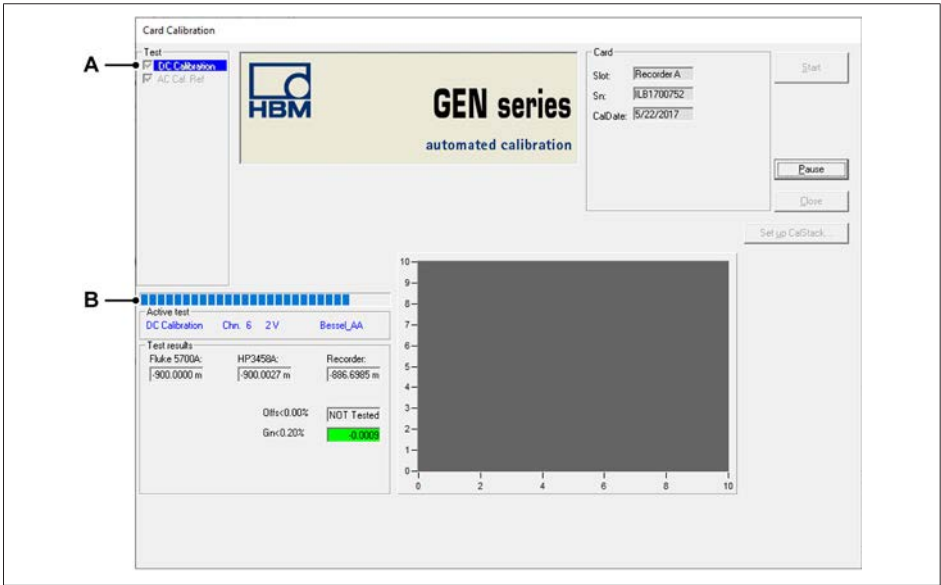 Card Calibration
A
Test
DC Calibration
AC Cal. Ref
HBM
GEN series
automated calibration
Card
Slot: Recorder A
Sn: ILB1700752
CalDate: 5/22/2017
Start
Pause
Close
Set up CalStack...
B
Active test
DC Calibration Chn. 6 2 V Bessel_AA
Test results
Fluke 5700A: HP3458A: Recorder:
-900.0000 m -900.0027 m -886.6985 m
Offs<0.00% NOT Tested
Gin<0.20% -0.0009
10
9
8
7
6
5
4
3
2
1
0
0 2 4 6 8 10